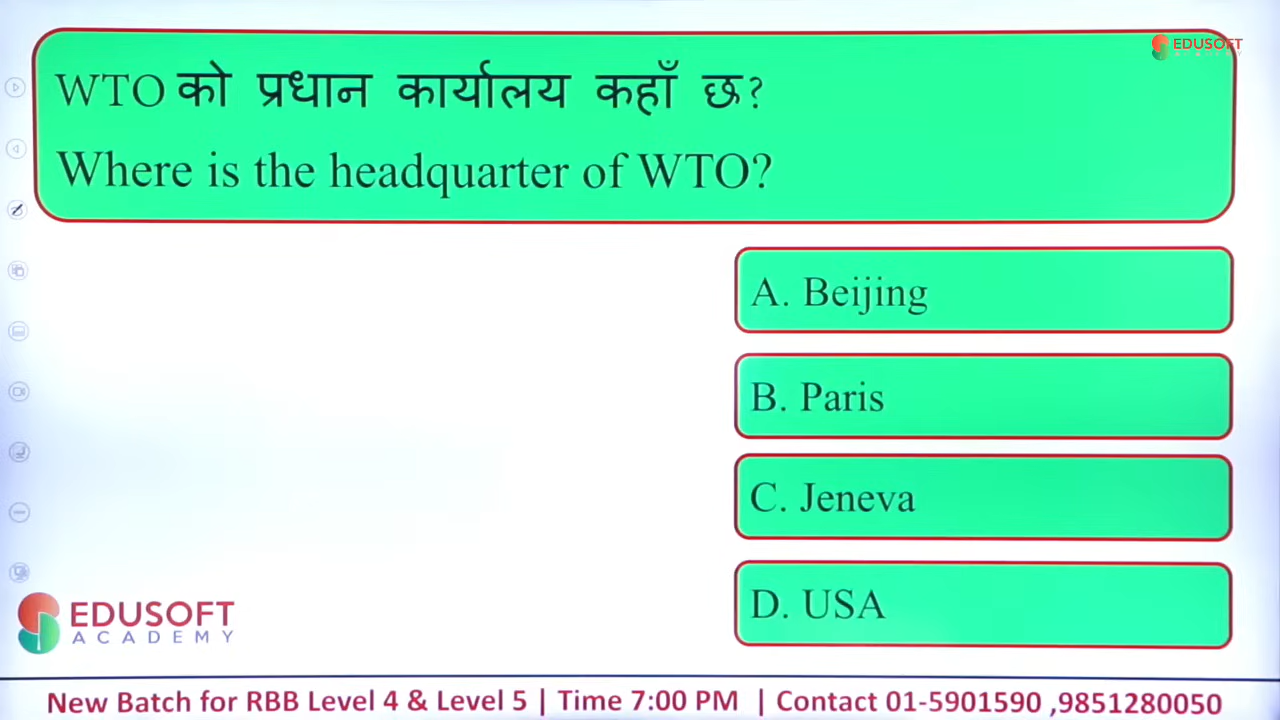 EDUSOFT
ACADEMY
WTO को प्रधान कार्यालय कहाँ छ?
Where is the headquarter of WTO?
A. Beijing
B. Paris
C. Jeneva
D. USA
EDUSOFT
ACADEMY
New Batch for RBB Level 4 & Level 5 | Time 7:00 PM | Contact 01-5901590 ,9851280050